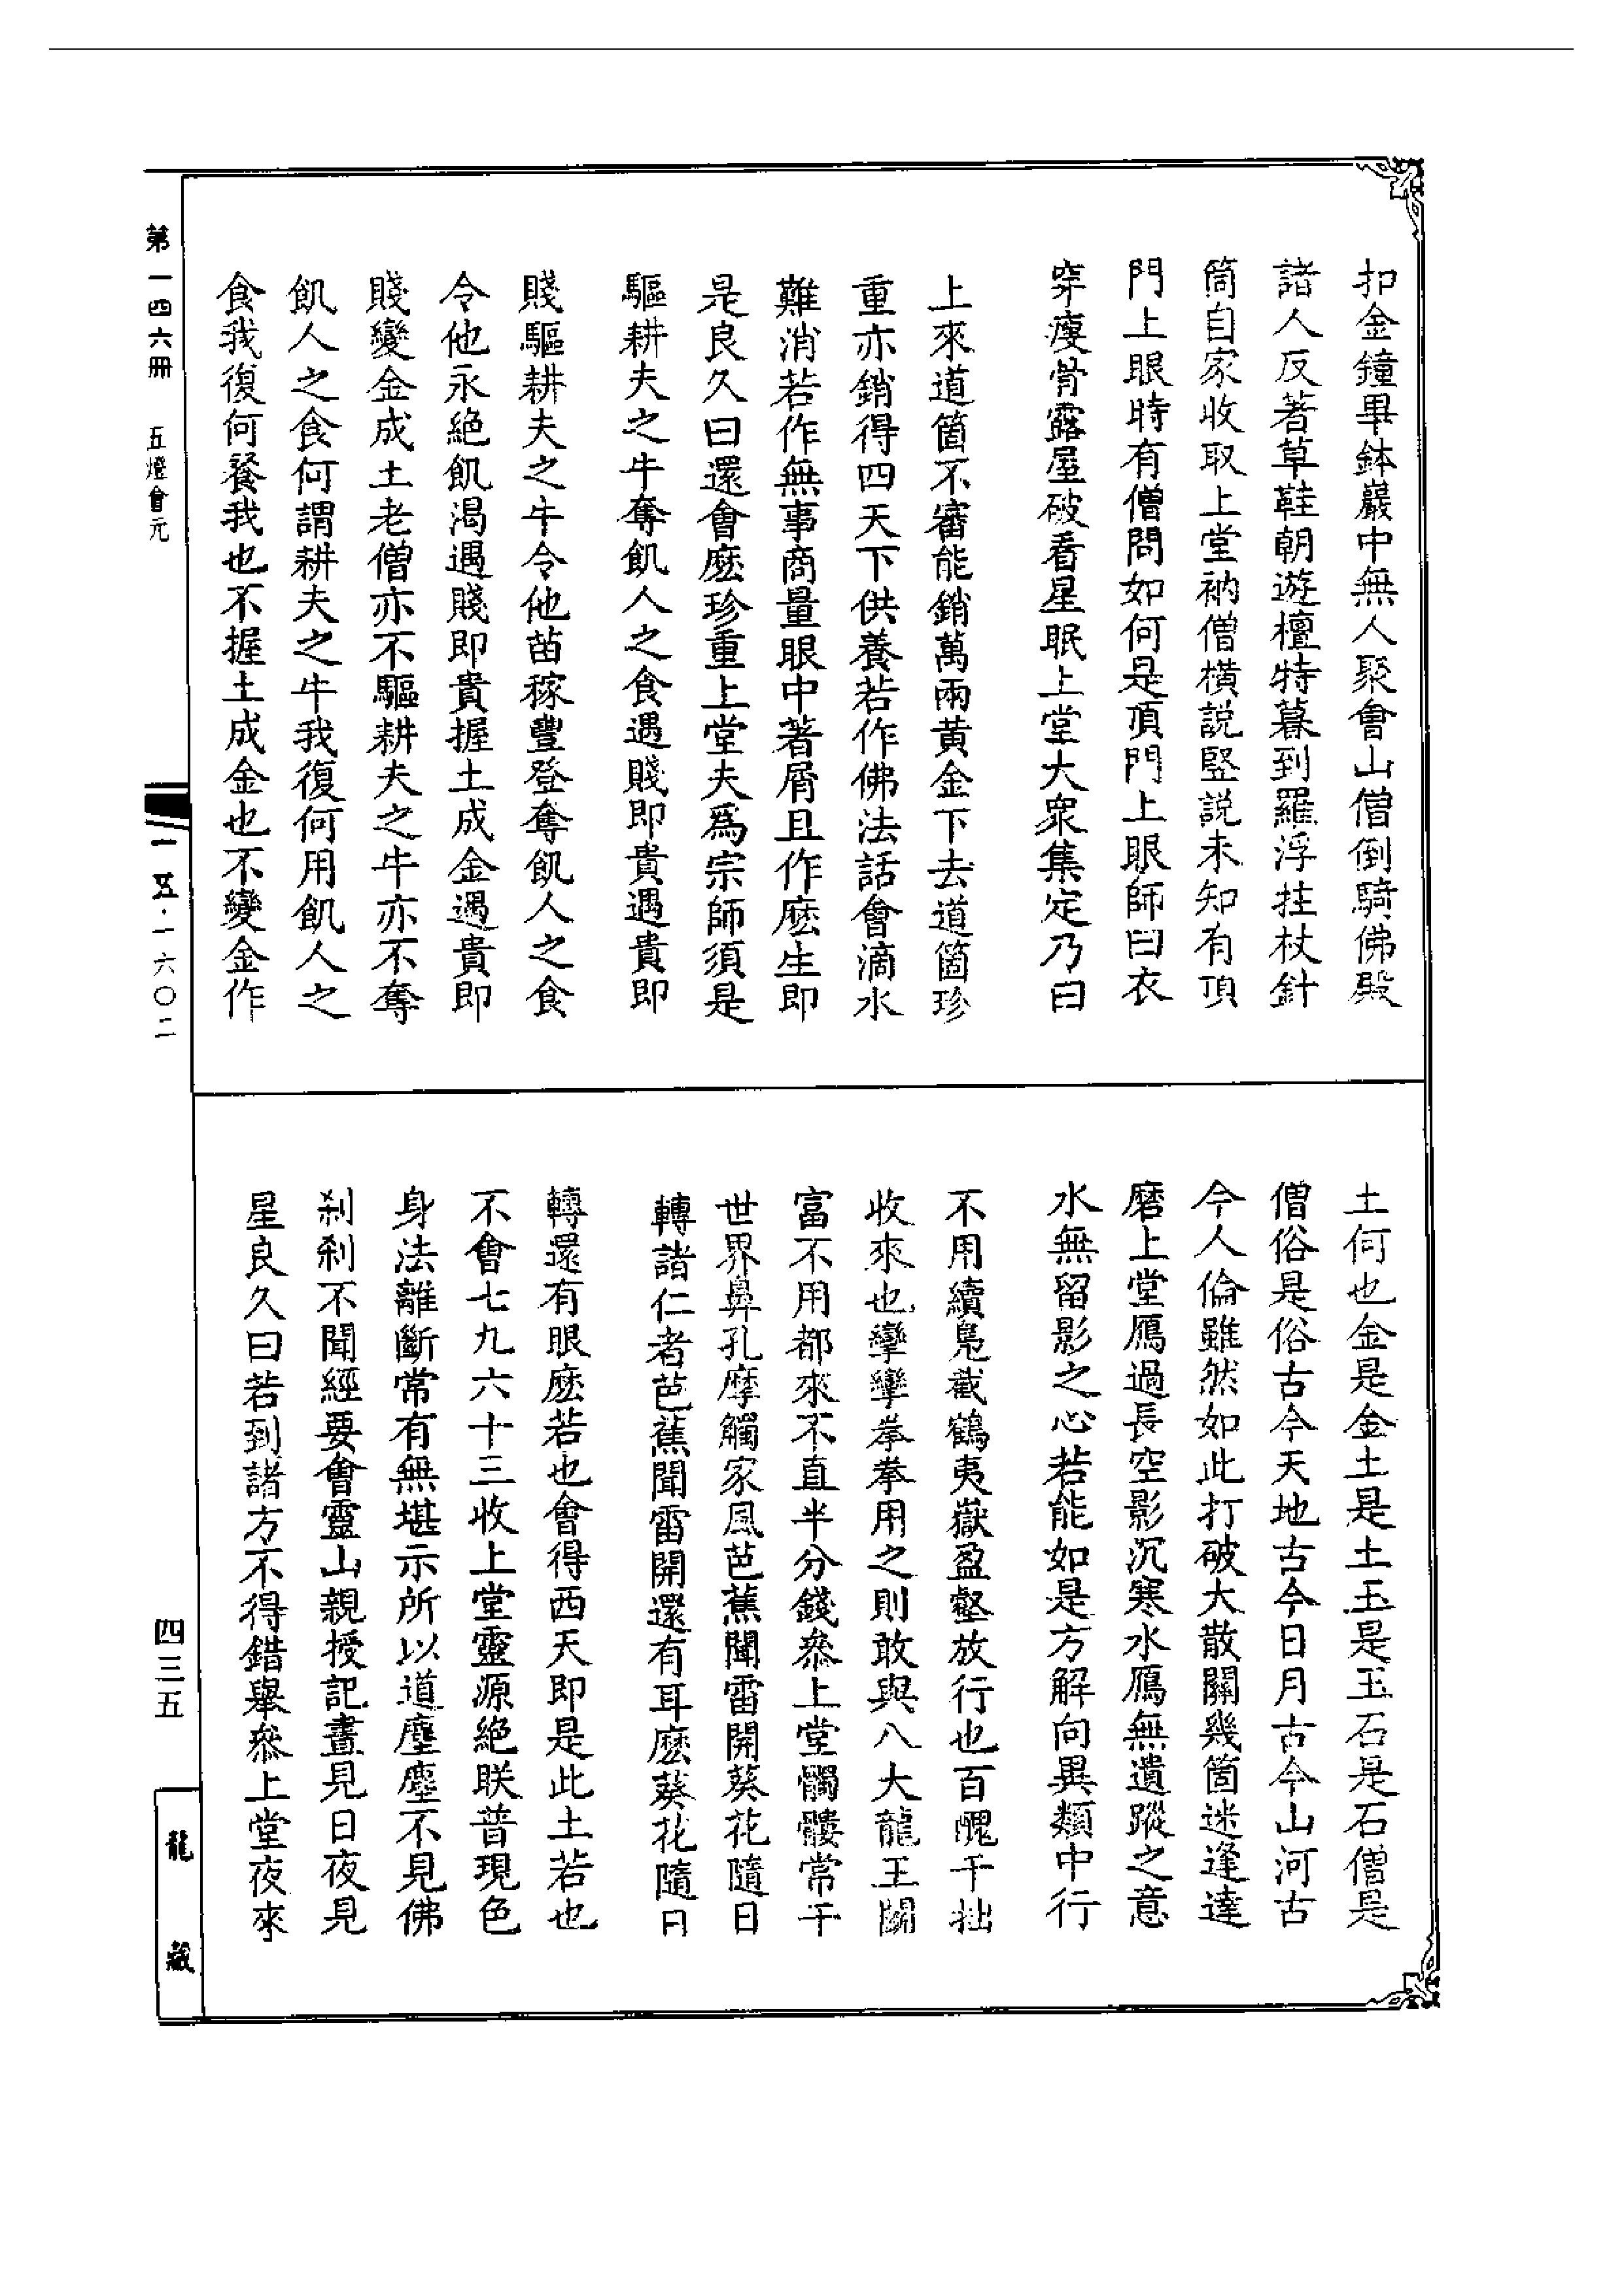 扣金鐘畢鉢巖中無人聚會山僧倒騎佛殿
諸人反著草鞋朝遊檀特暮到羅浮拄杖針
筒自家收取上堂衲僧橫說竪說未知有頂
門上眼時有僧問如何是頂門上眼師曰衣
穿瘦骨露屋破看星眠上堂大衆集定乃曰
上來道箇不審能銷萬兩黃金下去道箇珍
重亦銷得四天下供養若作佛法話會滴水
難消若作無事商量眼中著屑且作麼生即
是良久曰還會麼珍重上堂夫爲宗師須是
驅耕夫之牛奪飢人之食遇賤即貴遇貴即
賤驅耕夫之牛令他苗稼豐登奪飢人之食
令他永絕飢渴遇賤即貴握土成金遇貴即
賤變金成土老僧亦不驅耕夫之牛亦不奪
飢人之食何謂耕夫之牛我復何用飢人之
食我復何餐我也不握土成金也不變金作
土何也金是金土是土玉是玉石是石僧是
僧俗是俗古今天地古今日月古今山河古
今人倫雖然如此打破大散關幾箇迷逢達
磨上堂鴈過長空影沉寒水鴈無遺蹤之意
水無留影之心若能如是方解向異類中行
不用續鳧截鶴夷嶽盈壑放行也百醜千拙
收來也攣攣拳拳用之則敢與八大龍王鬭
富不用都來不直半分錢叅上堂髑髏常干
世界鼻孔摩觸家風芭蕉聞雷開葵花隨日
轉諸仁者芭蕉聞雷開還有耳麼葵花隨日
轉還有眼麼若也會得西天即是此土若也
不會七九六十三收上堂靈源絕朕普現色
身法離斷常有無堪示所以道塵塵不見佛
刹刹不聞經要會靈山親授記晝見日夜見
星良久曰若到諸方不得錯舉叅上堂夜來
第一四六冊 五燈會元
一五·一六〇二
四三五
龍藏